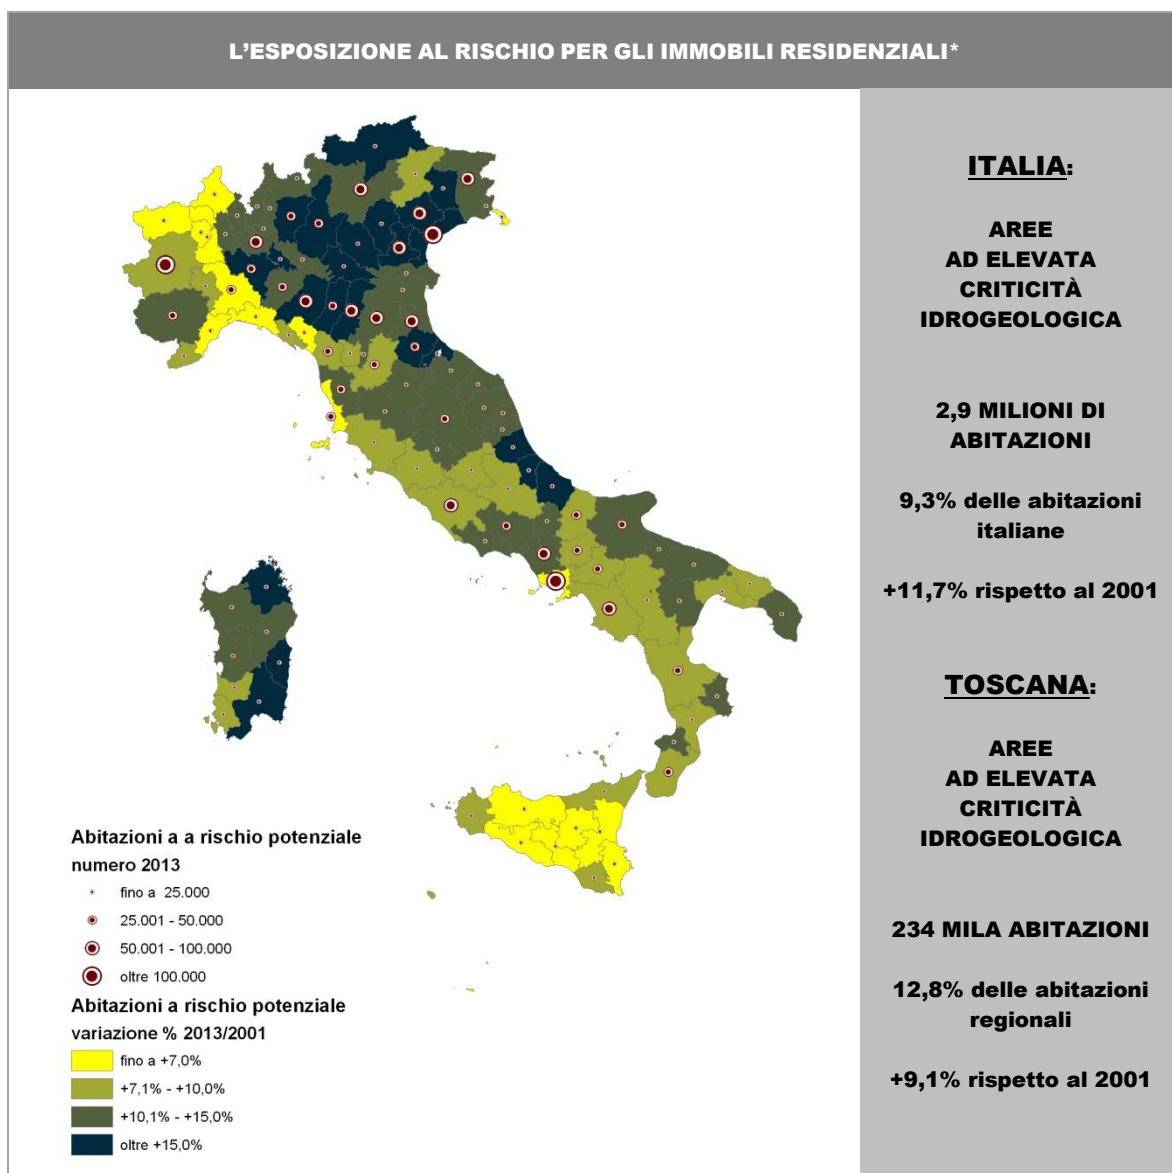 L'ESPOSIZIONE AL RISCHIO PER GLI IMMOBILI RESIDENZIALI*
ITALIA:
AREE
AD ELEVATA
CRITICITÀ
IDROGEOLOGICA
2,9 MILIONI DI
ABITAZIONI
9,3% delle abitazioni
italiane
+11,7% rispetto al 2001
TOSCANA:
AREE
AD ELEVATA
CRITICITÀ
IDROGEOLOGICA
234 MILA ABITAZIONI
12,8% delle abitazioni
regionali
+9,1% rispetto al 2001
Abitazioni a a rischio potenziale
numero 2013
fino a 25.000
25.001 - 50.000
50.001 - 100.000
oltre 100.000
Abitazioni a rischio potenziale
variazione % 2013/2001
fino a +7,0%
+7,1% - +10,0%
+10,1% - +15,0%
oltre +15,0%